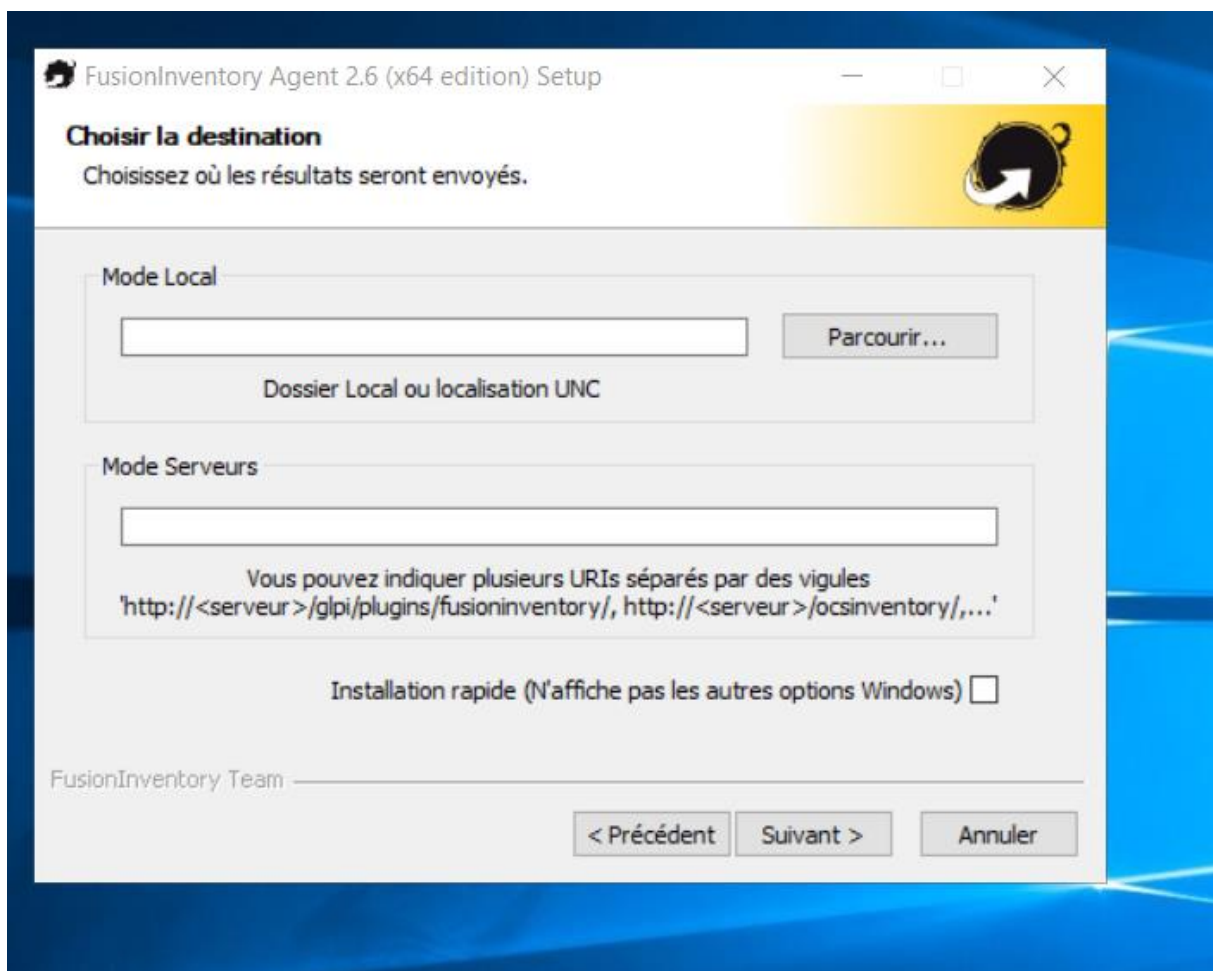 FusionInventory Agent 2.6 (x64 edition) Setup
Choisir la destination
Choisissez où les résultats seront envoyés.
Mode Local
Parcourir...
Dossier Local ou localisation UNC
Mode Serveurs
Vous pouvez indiquer plusieurs URIs séparés par des vigules
'http://<serveur>/glpi/plugins/fusioninventory/, http://<serveur>/ocsinventory/,...'
Installation rapide (N'affiche pas les autres options Windows)
FusionInventory Team
< Précédent Suivant > Annuler